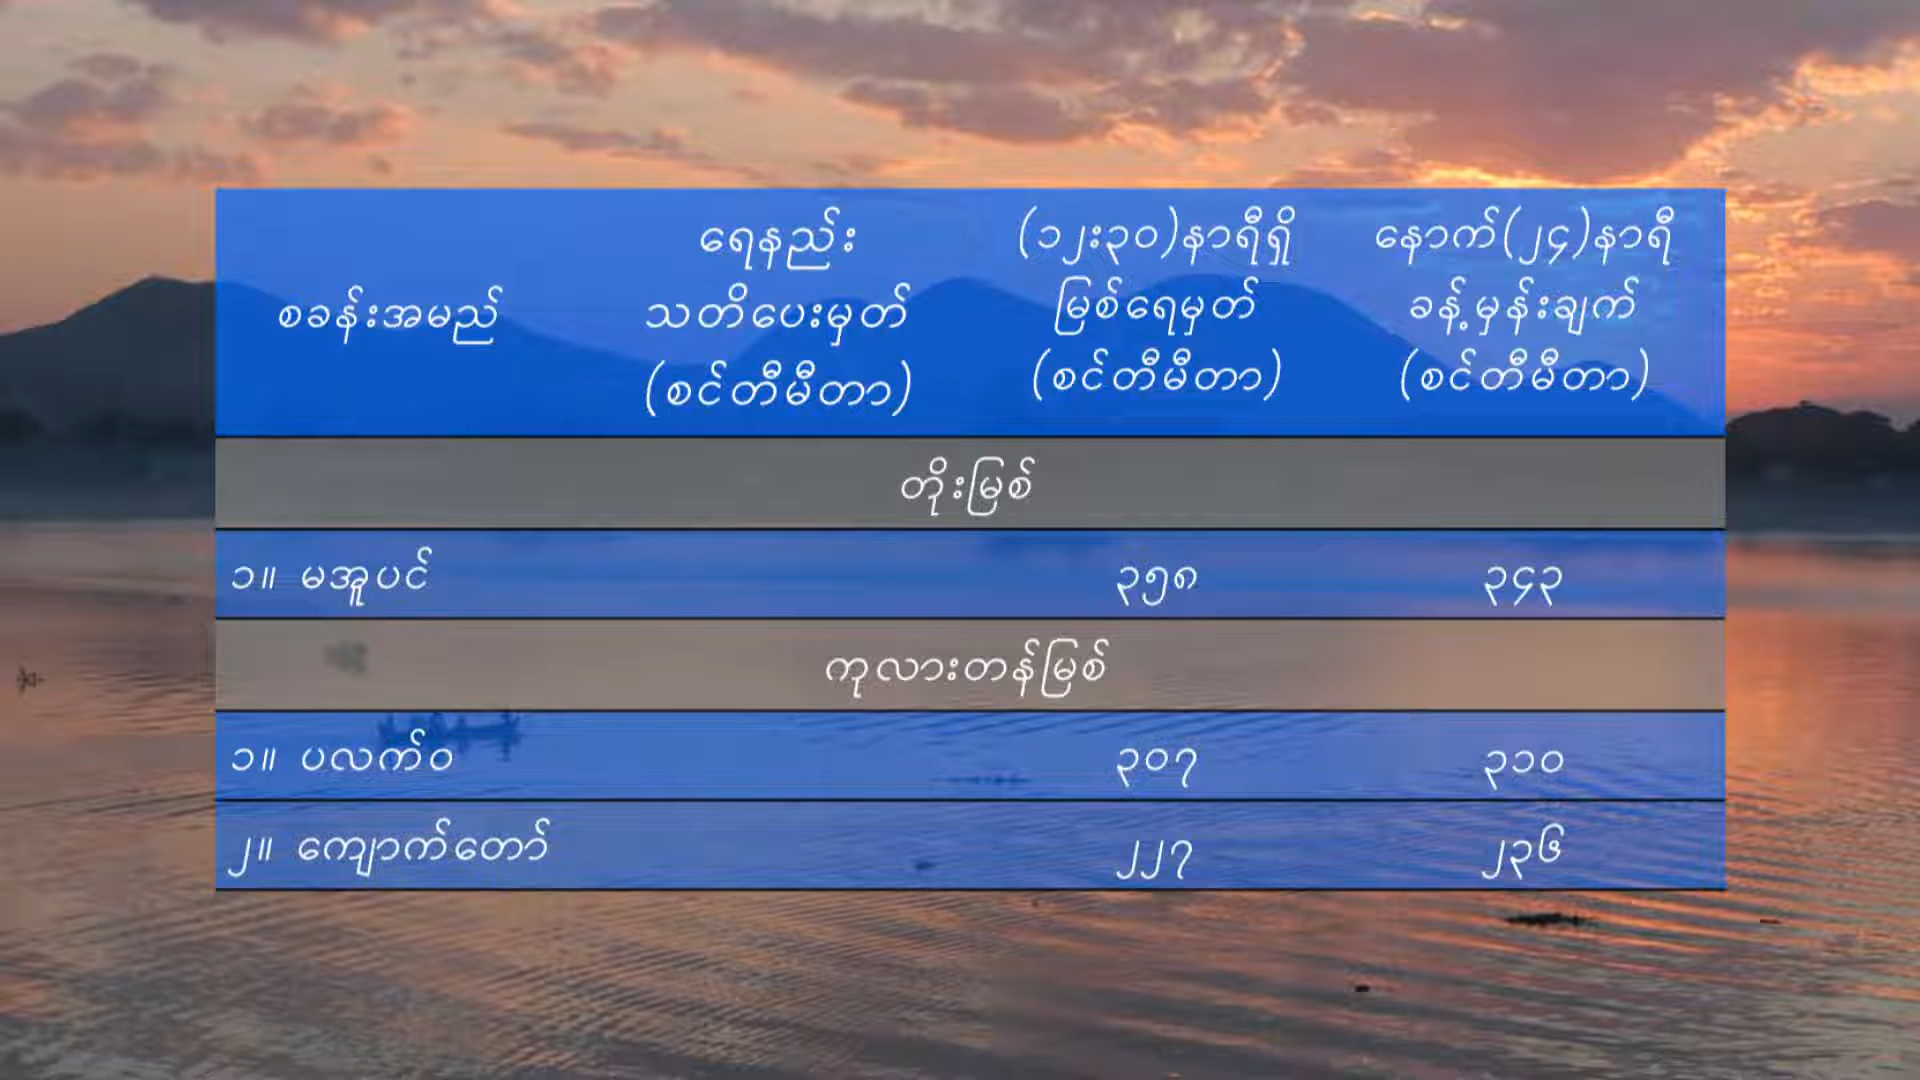 စခန်းအမည်
ရေနည်း
သတိပေးမှတ်
(စင်တီမီတာ)
(၁၂း၃၀)နာရီရှိ
မြစ်ရေမှတ်
(စင်တီမီတာ)
နောက်(၂၄)နာရီ
ခန့်မှန်းချက်
(စင်တီမီတာ)
တိုးမြစ်
၁။ မအူပင် ၃၅၈ ၃၄၃
ကုလားတန်မြစ်
၁။ ပလက်ဝ ၃၀၇ ၃၁၀
၂။ ကျောက်တော် ၂၂၇ ၂၃၆